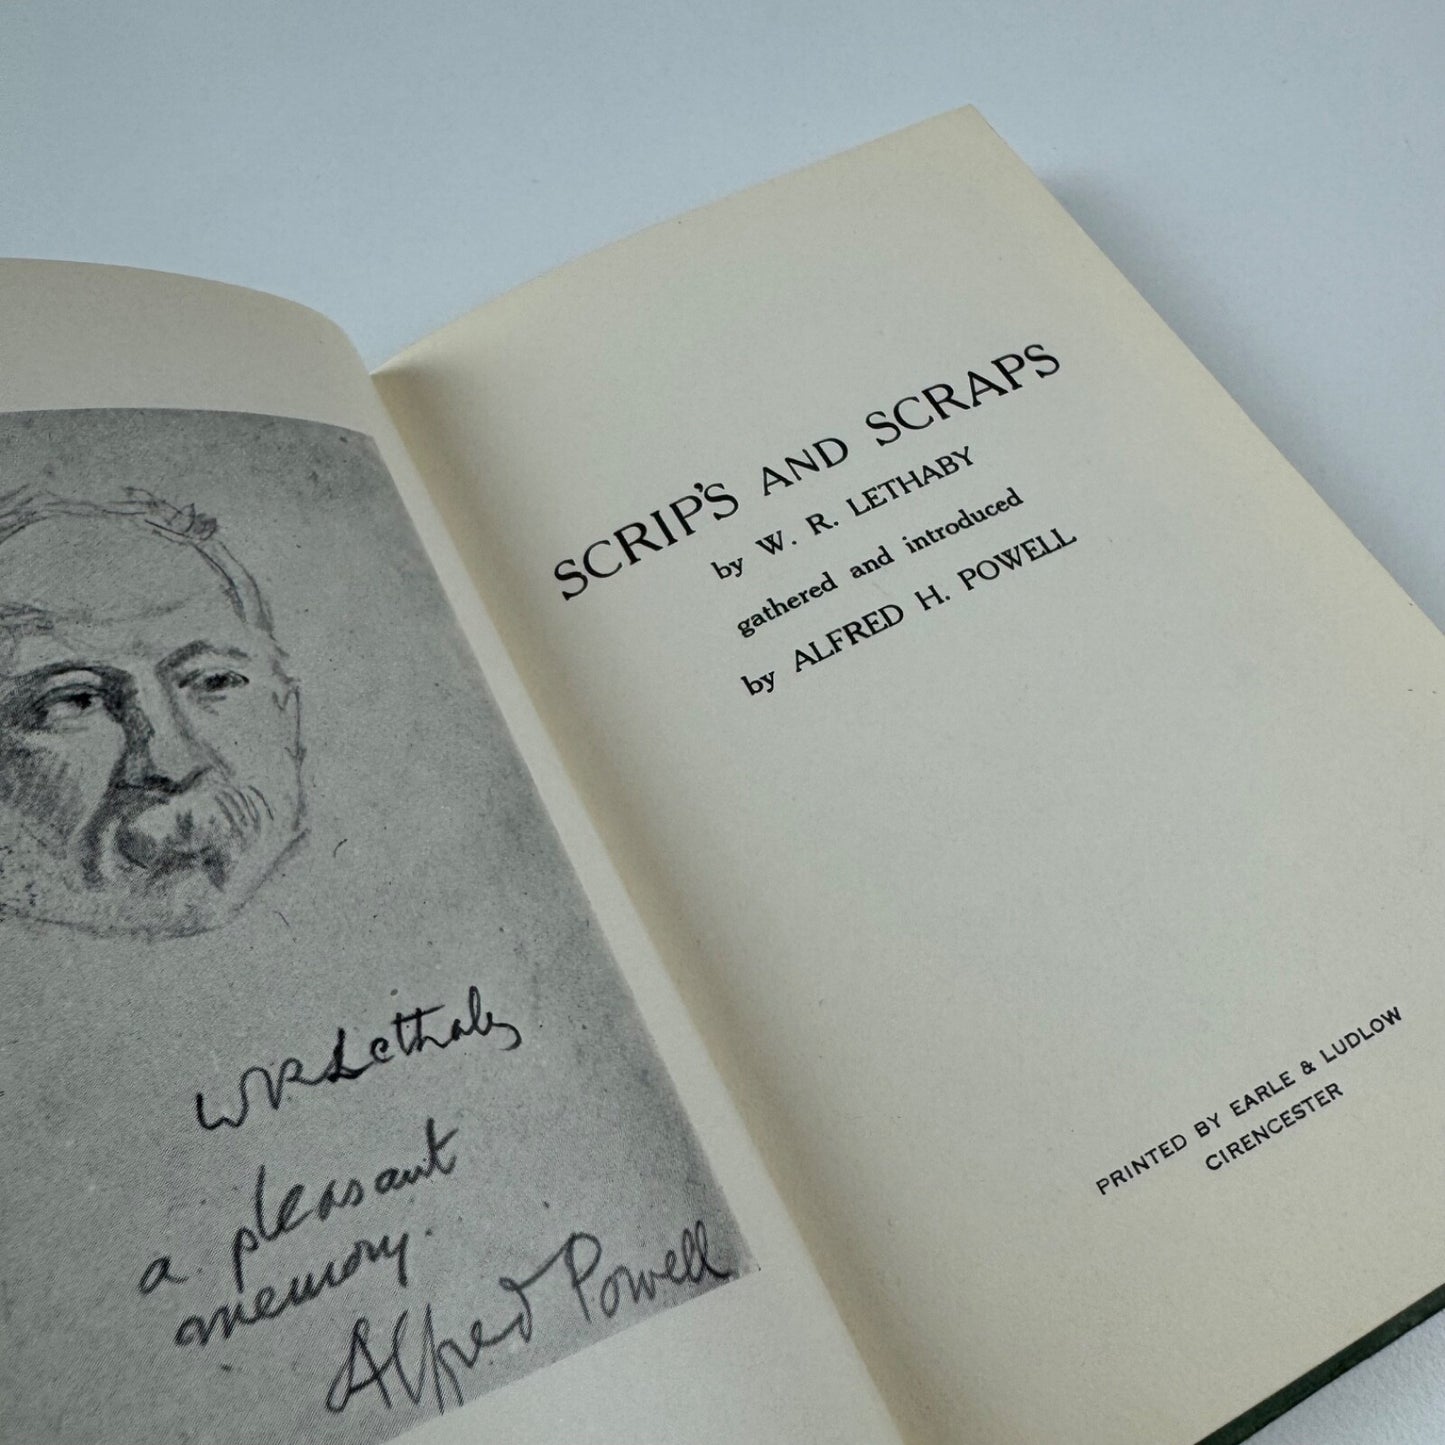 W R Lethaby
a pleasant
memory.
Alfred Powell
SCRIP'S AND SCRAPS
by W. R. LETHABY
gathered and introduced
by ALFRED H. POWELL
PRINTED BY EARLE & LUDLOW
CIRENCESTER